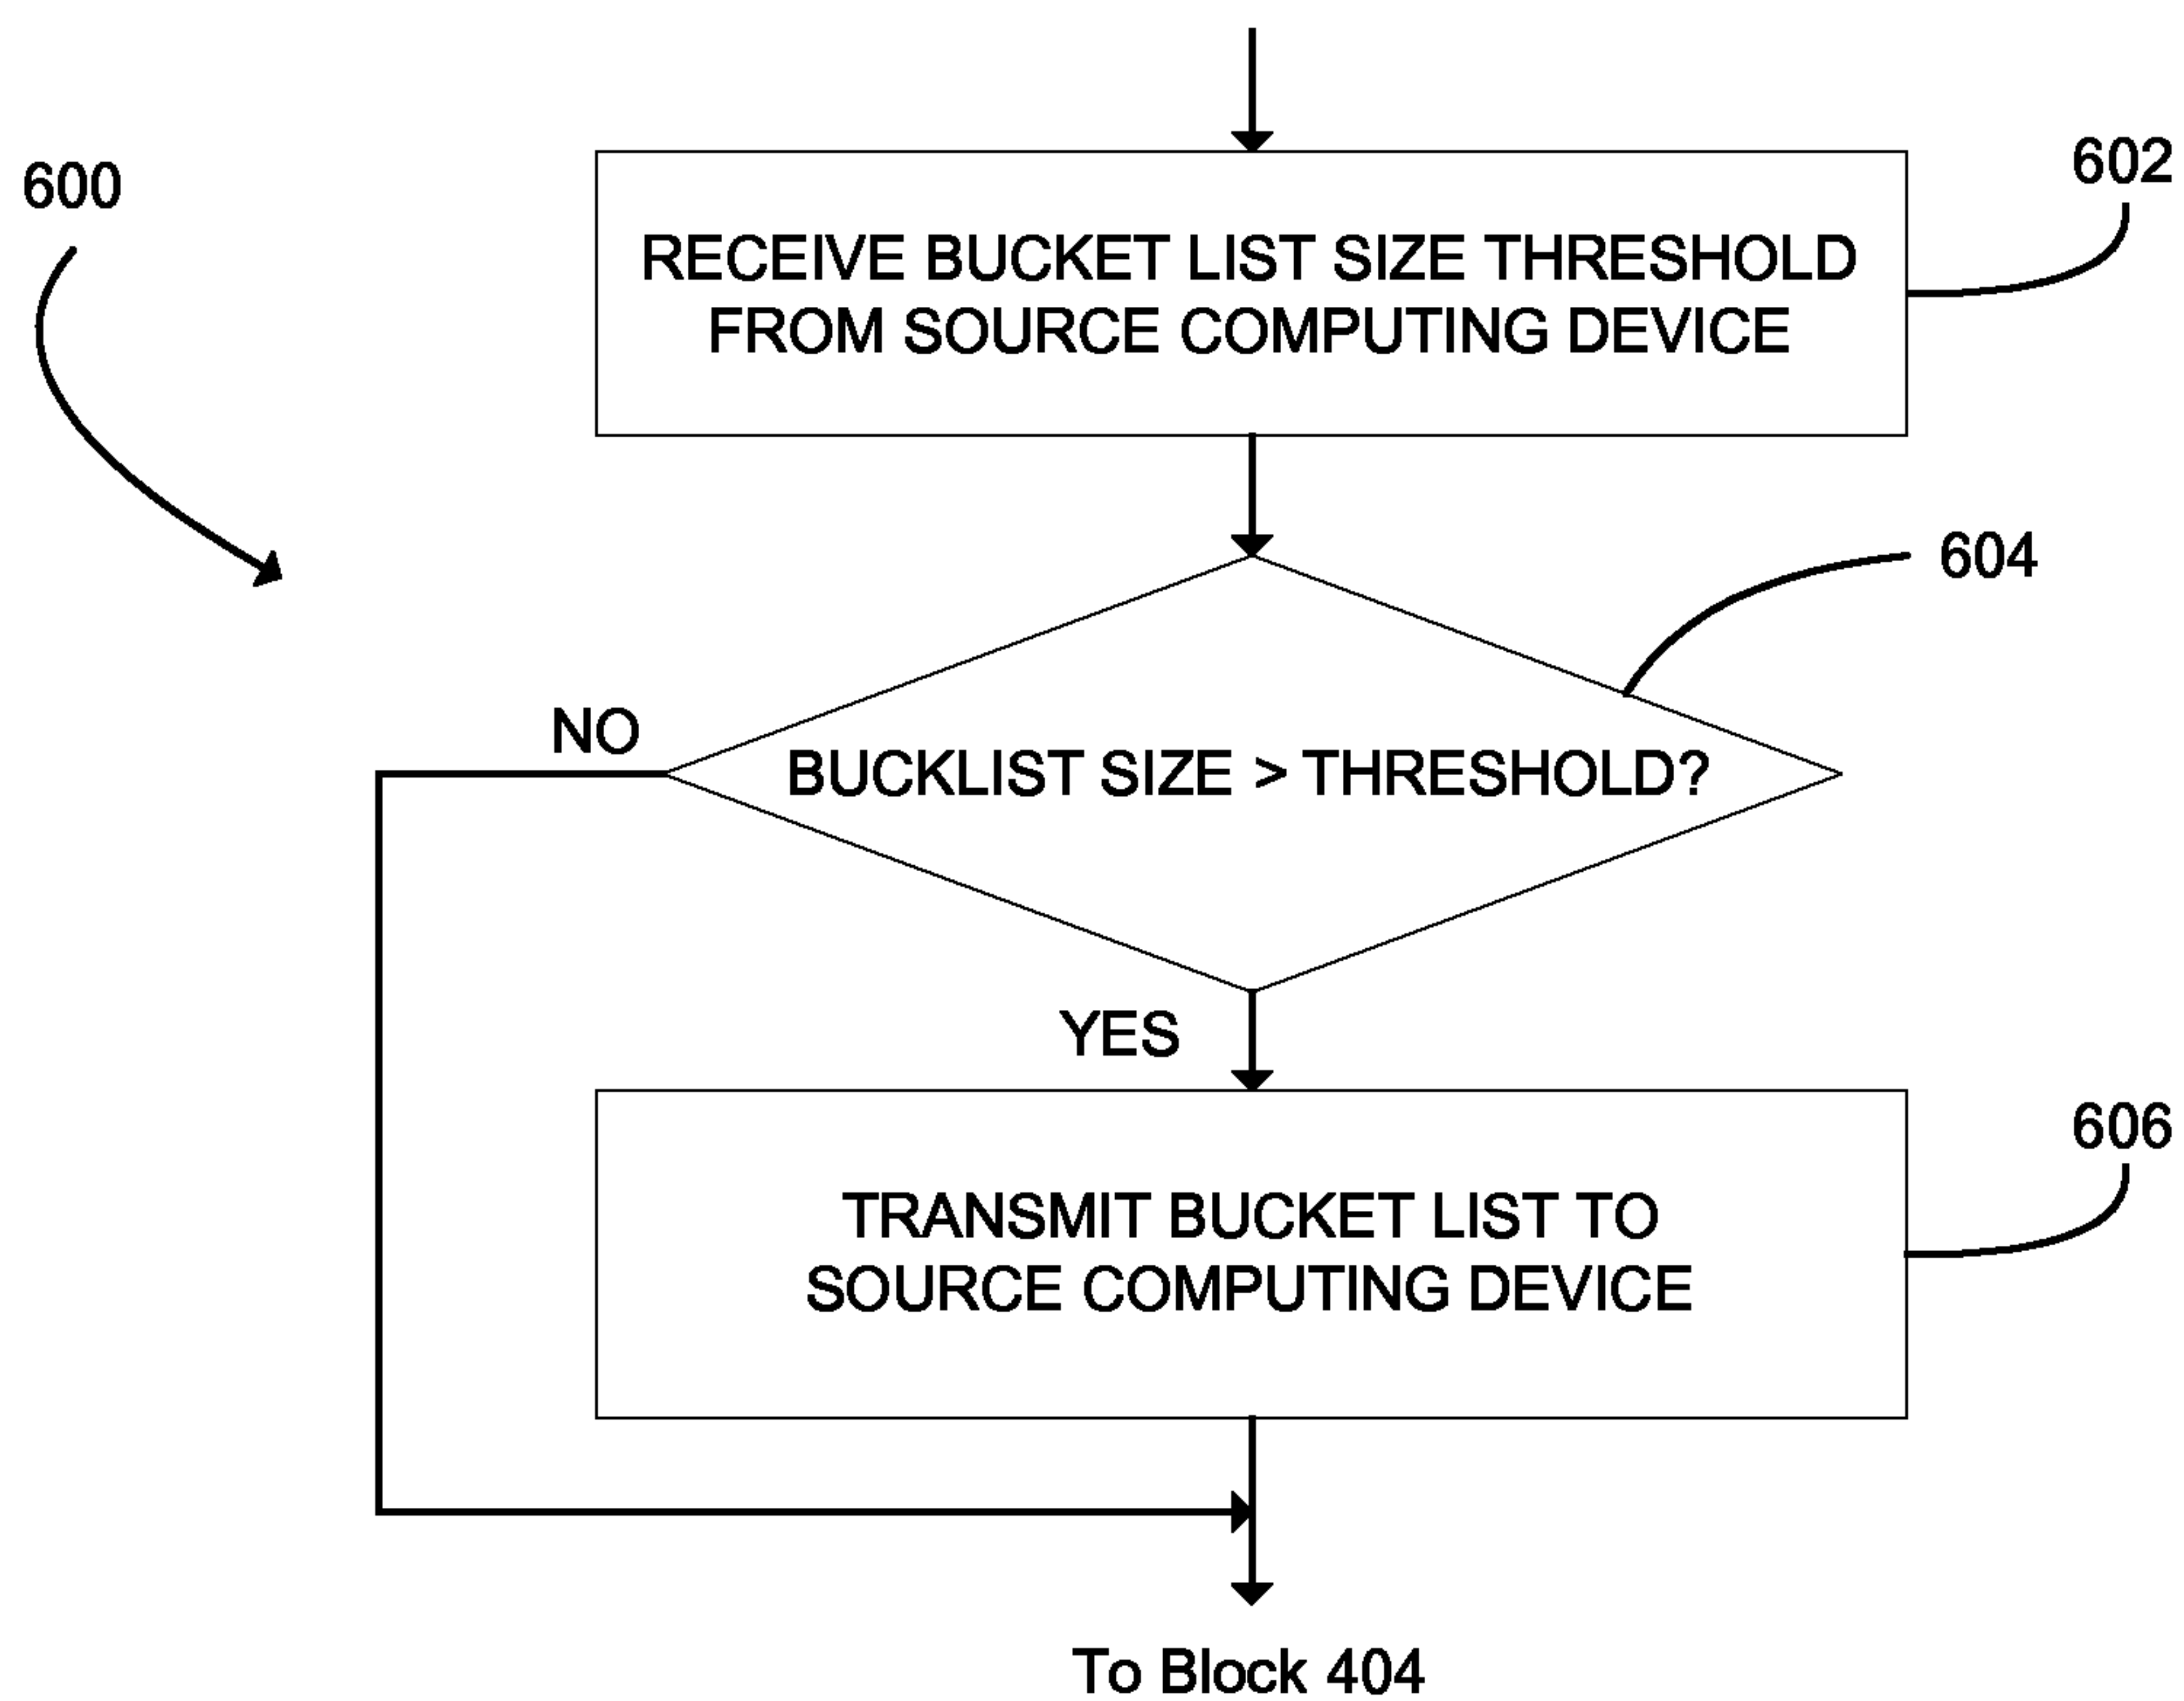 600
602
RECEIVE BUCKET LIST SIZE THRESHOLD
FROM SOURCE COMPUTING DEVICE
604
NO
BUCKLIST SIZE > THRESHOLD?
YES
606
TRANSMIT BUCKET LIST TO
SOURCE COMPUTING DEVICE
To Block 404